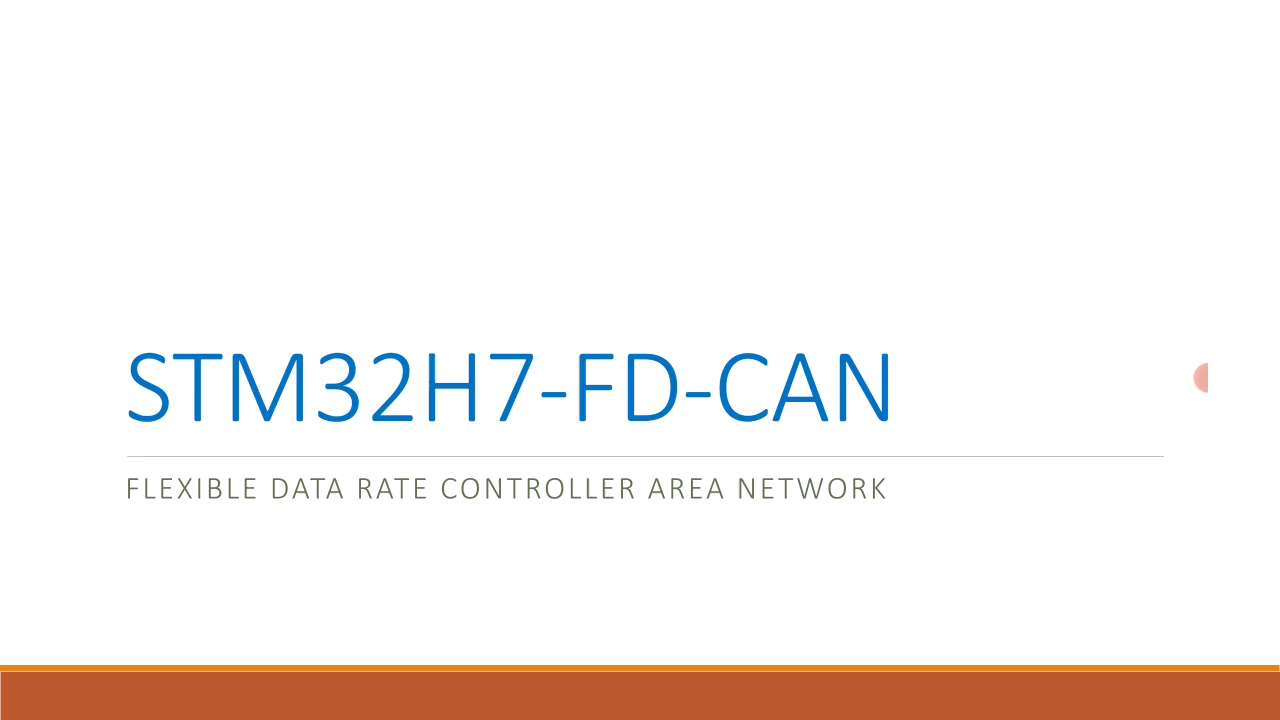 STM32H7-FD-CAN
FLEXIBLE DATA RATE CONTROLLER AREA NETWORK